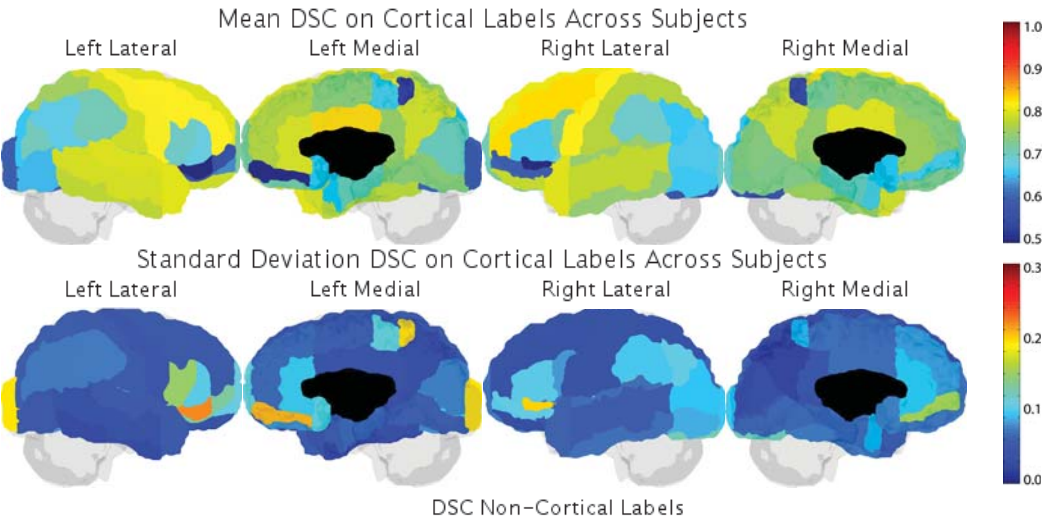 Mean DSC on Cortical Labels Across Subjects
Left Lateral Left Medial Right Lateral Right Medial
1.0
0.9
0.8
0.7
0.6
0.5
Standard Deviation DSC on Cortical Labels Across Subjects
Left Lateral Left Medial Right Lateral Right Medial
0.3
0.2
0.1
0.0
DSC Non-Cortical Labels